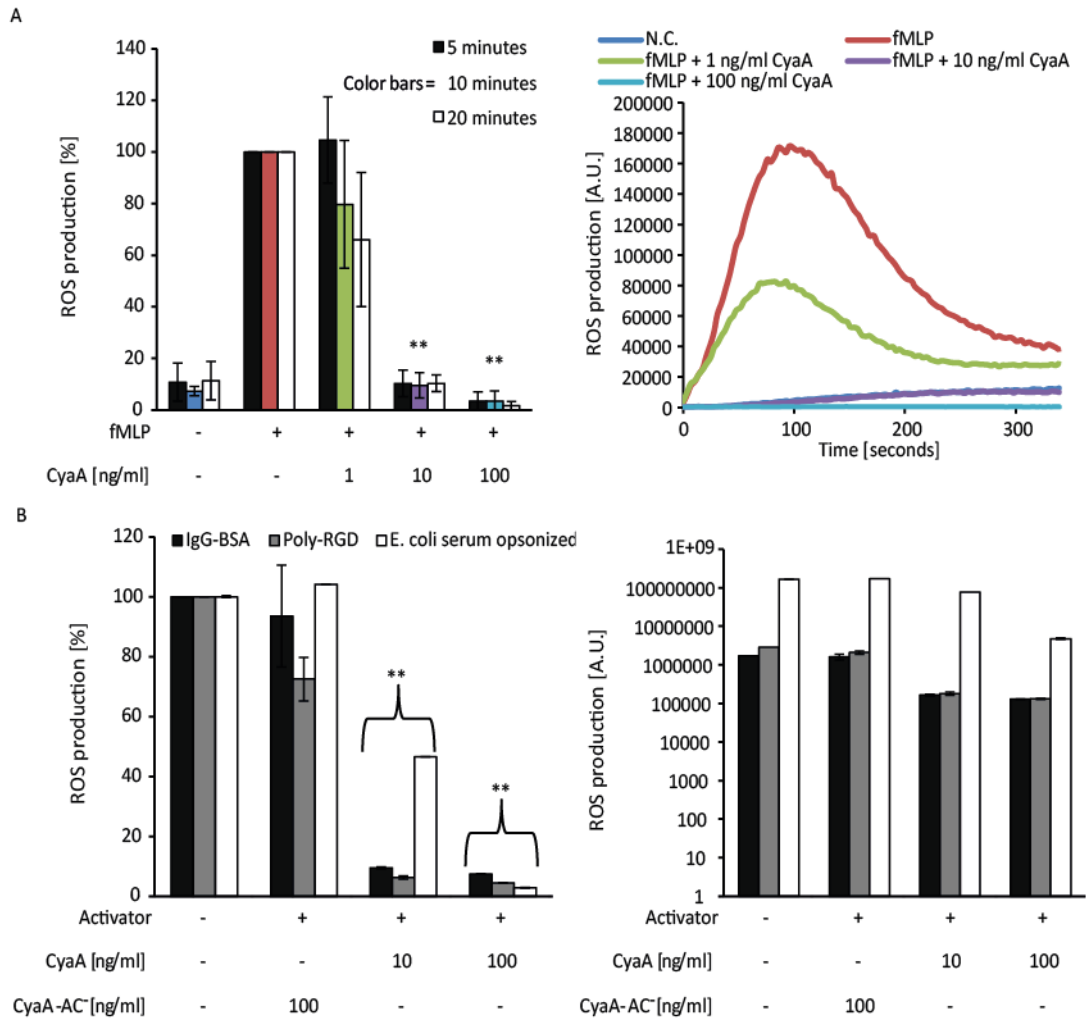 A
140
120
100
80
60
40
20
0
ROS production [%]
5 minutes
Color bars = 10 minutes
20 minutes
** **
fMLP - + + + +
CyaA [ng/ml] - - 1 10 100
N.C. fMLP
fMLP + 1 ng/ml CyaA fMLP + 10 ng/ml CyaA
fMLP + 100 ng/ml CyaA
200000
180000
160000
140000
120000
100000
80000
60000
40000
20000
0
ROS production [A.U.]
0 100 200 300
Time [seconds]
B
120
100
80
60
40
20
0
ROS production [%]
IgG-BSA Poly-RGD E. coli serum opsonized
**
**
Activator - + + +
CyaA [ng/ml] - - 10 100
CyaA-AC⁻[ng/ml] - 100 - -
1E+09
100000000
10000000
1000000
100000
10000
1000
100
10
1
ROS production [A.U.]
Activator - + + +
CyaA [ng/ml] - - 10 100
CyaA- AC⁻[ng/ml] - 100 - -